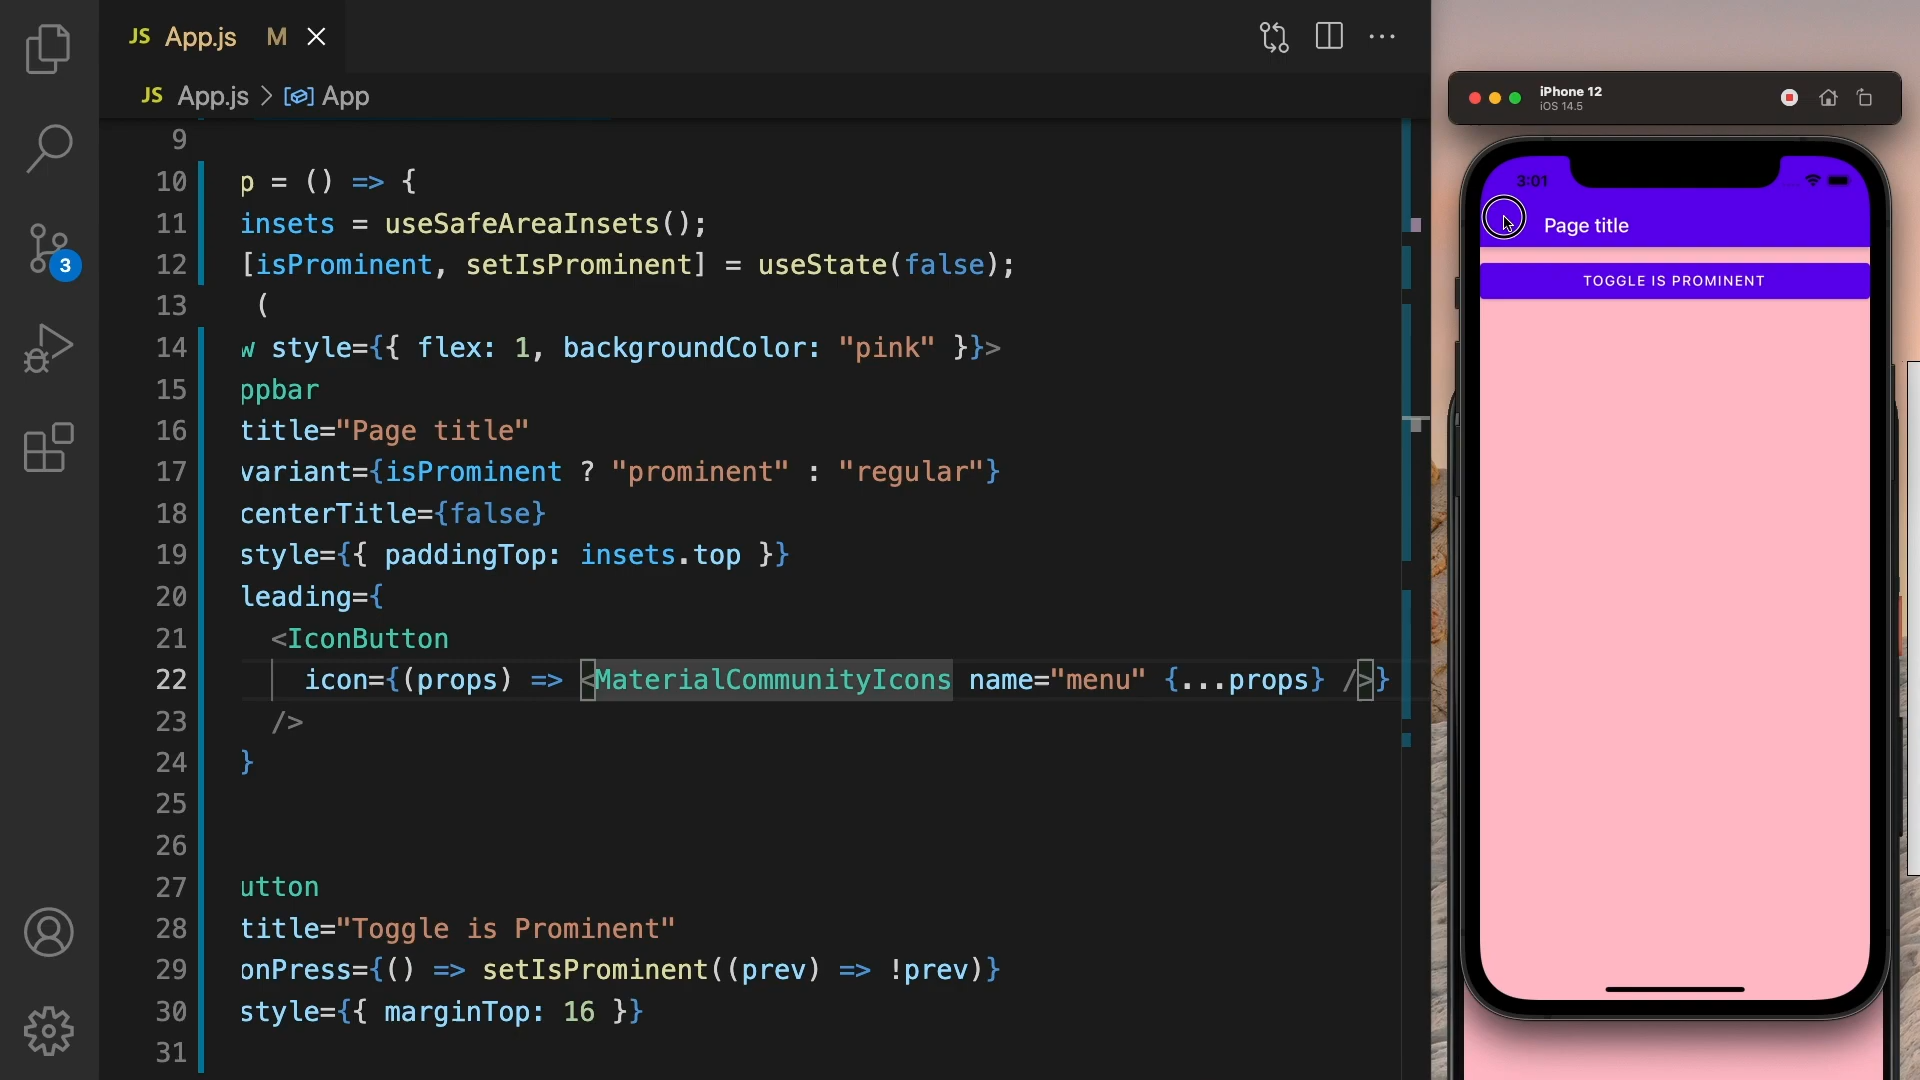 JS App.js M
JS App.js > App
9
10 p = () => {
11 insets = useSafeAreaInsets();
12 [isProminent, setIsProminent] = useState(false);
13 (
14 w style={{ flex: 1, backgroundColor: "pink" }}>
15 ppbar
16 title="Page title"
17 variant={isProminent ? "prominent" : "regular"}
18 centerTitle={false}
19 style={{ paddingTop: insets.top }}
20 leading={
21 <IconButton
22 icon={(props) => <MaterialCommunityIcons name="menu" {...props} />}
23 />
24 }
25
26
27 utton
28 title="Toggle is Prominent"
29 onPress={() => setIsProminent((prev) => !prev)}
30 style={{ marginTop: 16 }}
31
3
iPhone 12
iOS 14.5
3:01
Page title
TOGGLE IS PROMINENT